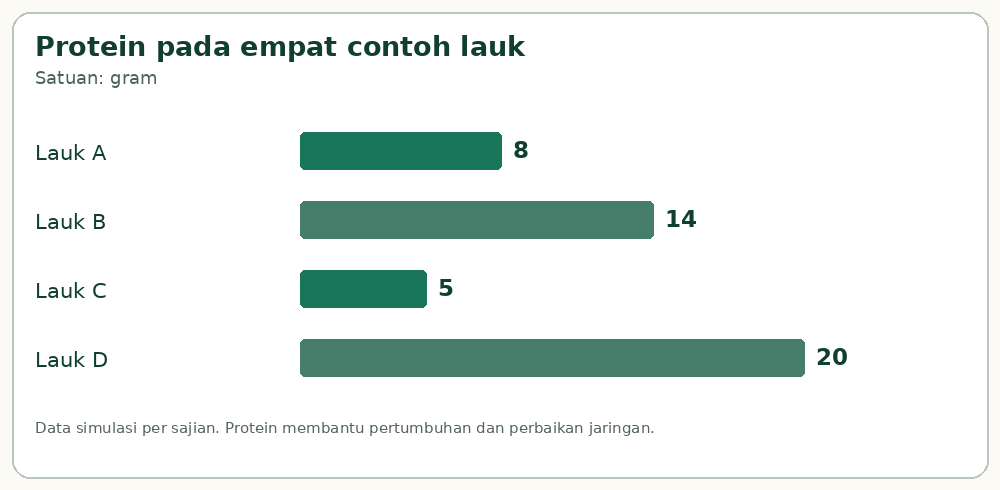 Protein pada empat contoh lauk
Satuan: gram
Lauk A 8
Lauk B 14
Lauk C 5
Lauk D 20
Data simulasi per sajian. Protein membantu pertumbuhan dan perbaikan jaringan.